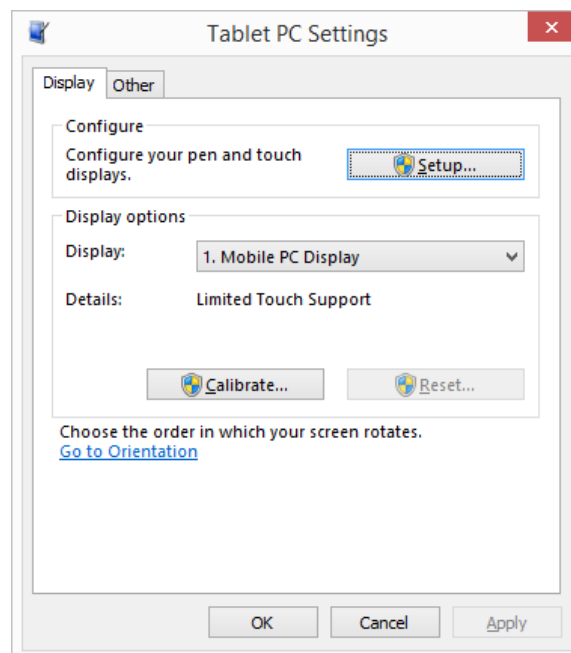 Tablet PC Settings
Display Other
Configure
Configure your pen and touch
displays.
Setup...
Display options
Display: 1. Mobile PC Display
Details: Limited Touch Support
Calibrate... Reset...
Choose the order in which your screen rotates.
Go to Orientation
OK Cancel Apply